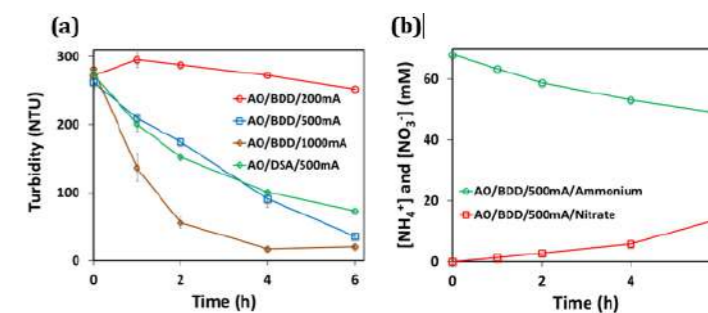 (a)
300
200
100
0
Turbidity (NTU)
AO/BDD/200mA
AO/BDD/500mA
AO/BDD/1000mA
AO/DSA/500mA
0 2 4 6
Time (h)
(b)
60
40
20
0
[NH₄⁺] and [NO₃⁻] (mM)
AO/BDD/500mA/Ammonium
AO/BDD/500mA/Nitrate
0 2 4
Time (h)